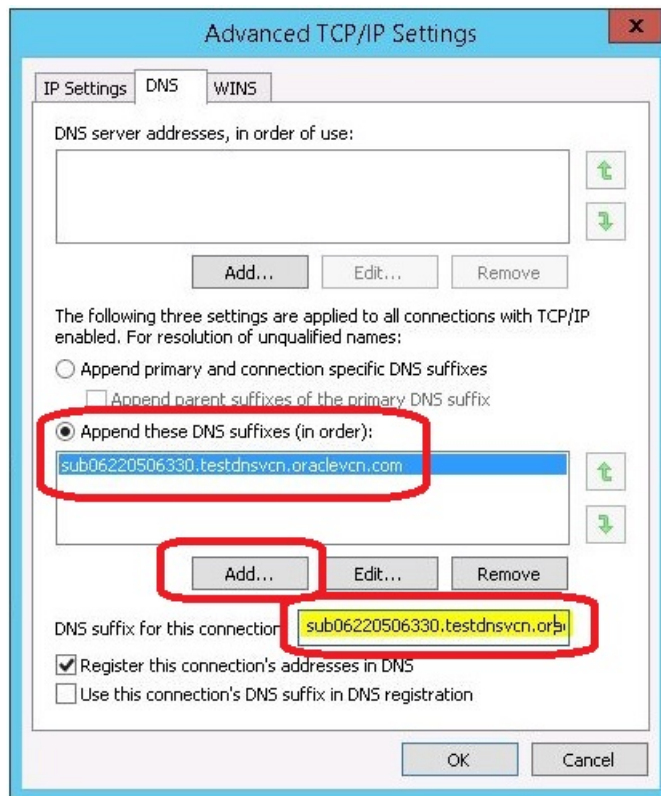 Advanced TCP/IP Settings
x
IP Settings DNS WINS
DNS server addresses, in order of use:
Add... Edit... Remove
The following three settings are applied to all connections with TCP/IP
enabled. For resolution of unqualified names:
Append primary and connection specific DNS suffixes
Append parent suffixes of the primary DNS suffix
Append these DNS suffixes (in order):
sub06220506330.testdnsvcn.oraclevcn.com
Add... Edit... Remove
DNS suffix for this connection sub06220506330.testdnsvcn.ora
Register this connection's addresses in DNS
Use this connection's DNS suffix in DNS registration
OK Cancel